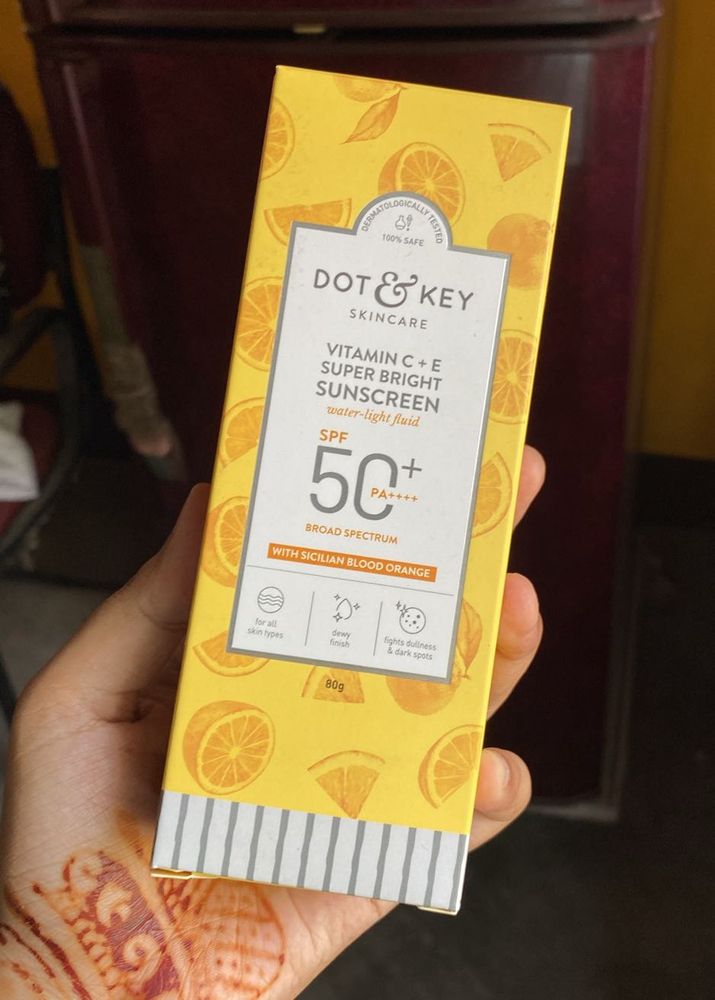 DERMATOLOGICALLY TESTED
100% SAFE
DOT & KEY
SKINCARE
VITAMIN C + E
SUPER BRIGHT
SUNSCREEN
water-light fluid
SPF
50+
PA++++
BROAD SPECTRUM
WITH SICILIAN BLOOD ORANGE
for all
skin types
dewy
finish
fights dullness
& dark spots
80g